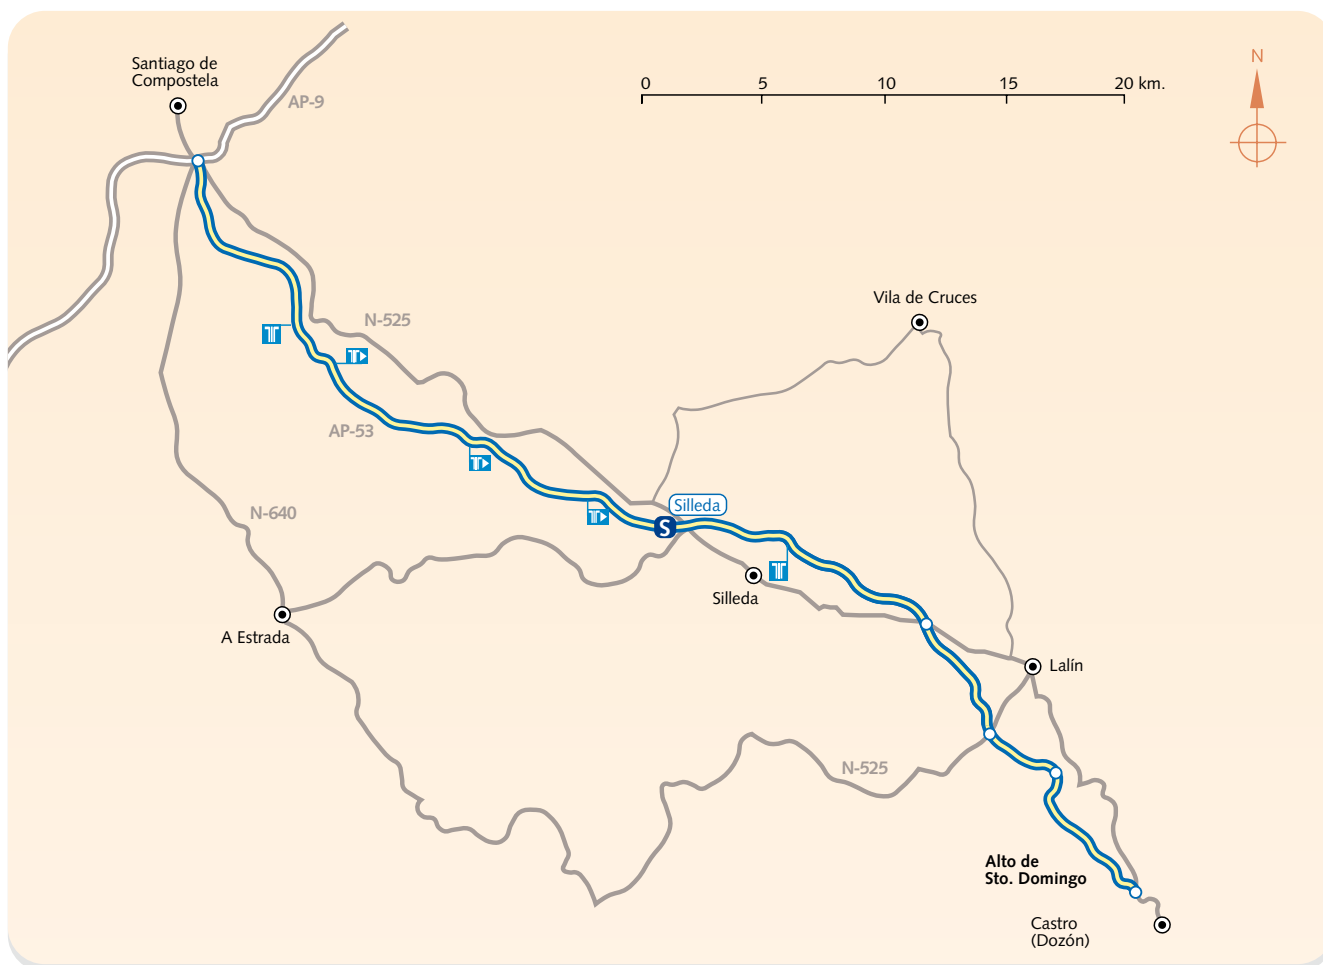 Santiago de
Compostela
AP-9
0 5 10 15 20 km.
N
Vila de Cruces
N-525
AP-53
Silleda
S
N-640
Silleda
A Estrada
Lalín
N-525
Alto de
Sto. Domingo
Castro
(Dozón)